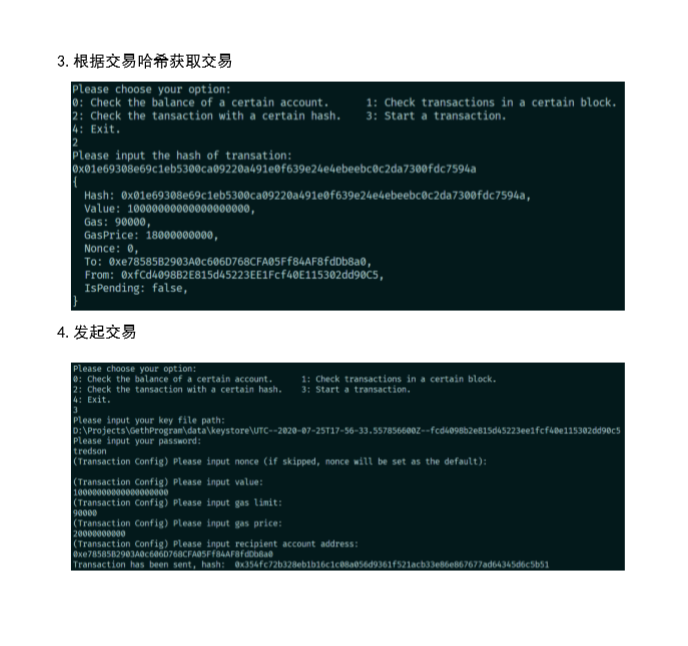 3. 根据交易哈希获取交易
Please choose your option:
0: Check the balance of a certain account. 1: Check transactions in a certain block.
2: Check the tansaction with a certain hash. 3: Start a transaction.
4: Exit.
2
Please input the hash of transation:
0x01e69308e69c1eb5300ca09220a491e0f639e24e4ebeebc0c2da7300fdc7594a
{
Hash: 0x01e69308e69c1eb5300ca09220a491e0f639e24e4ebeebc0c2da7300fdc7594a,
Value: 10000000000000000000,
Gas: 90000,
GasPrice: 18000000000,
Nonce: 0,
To: 0xe78585B2903A0c606D768CFA05Ff84AF8fdDb8a0,
From: 0xfCd4098B2E815d45223EE1Fcf40E115302dd90C5,
IsPending: false,
}
4. 发起交易
Please choose your option:
0: Check the balance of a certain account. 1: Check transactions in a certain block.
2: Check the tansaction with a certain hash. 3: Start a transaction.
4: Exit.
3
Please input your key file path:
D:\Projects\GethProgram\data\keystore\UTC--2020-07-25T17-56-33.557856600Z--fcd4098b2e815d45223ee1fcf40e115302dd90c5
Please input your password:
tredson
(Transaction Config) Please input nonce (if skipped, nonce will be set as the default):
(Transaction Config) Please input value:
10000000000000000000
(Transaction Config) Please input gas limit:
90000
(Transaction Config) Please input gas price:
20000000000
(Transaction Config) Please input recipient account address:
0xe78585B2903A0c606D768CFA05Ff84AF8fdDb8a0
Transaction has been sent, hash: